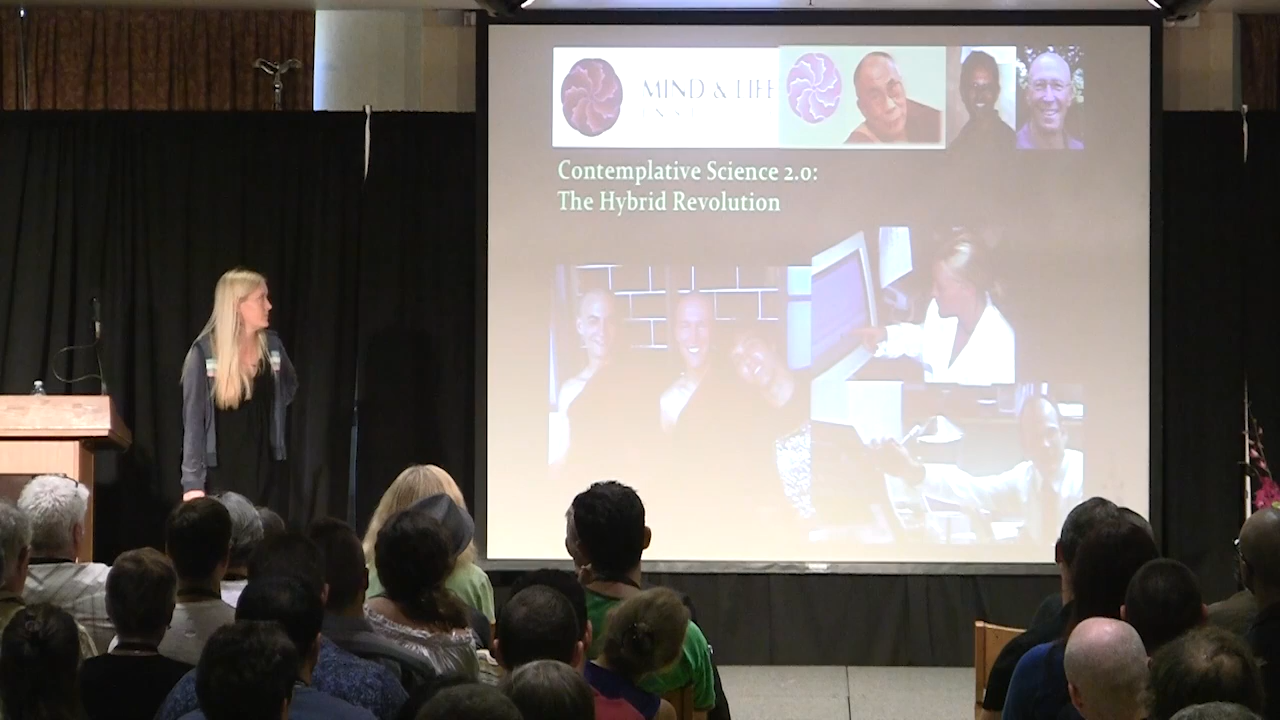 MIND & LIFE
Contemplative Science 2.0:
The Hybrid Revolution